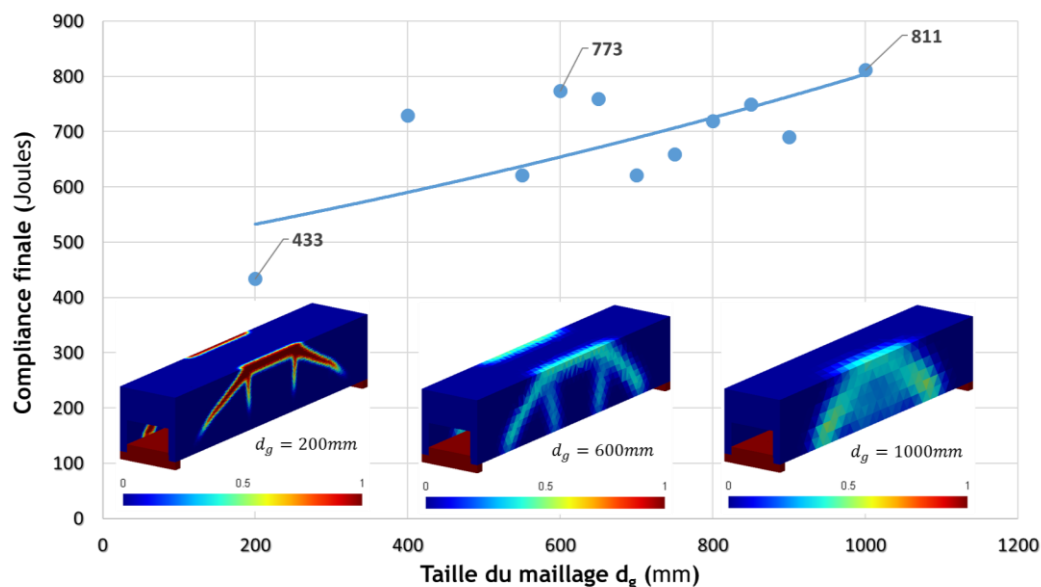 900
800
700
600
500
400
300
200
100
0
Compliance finale (Joules)
433
773
811
d_g = 200mm
d_g = 600mm
d_g = 1000mm
0 0.5 1
0 0.5 1
0 0.5 1
0 200 400 600 800 1000 1200
Taille du maillage d_g (mm)